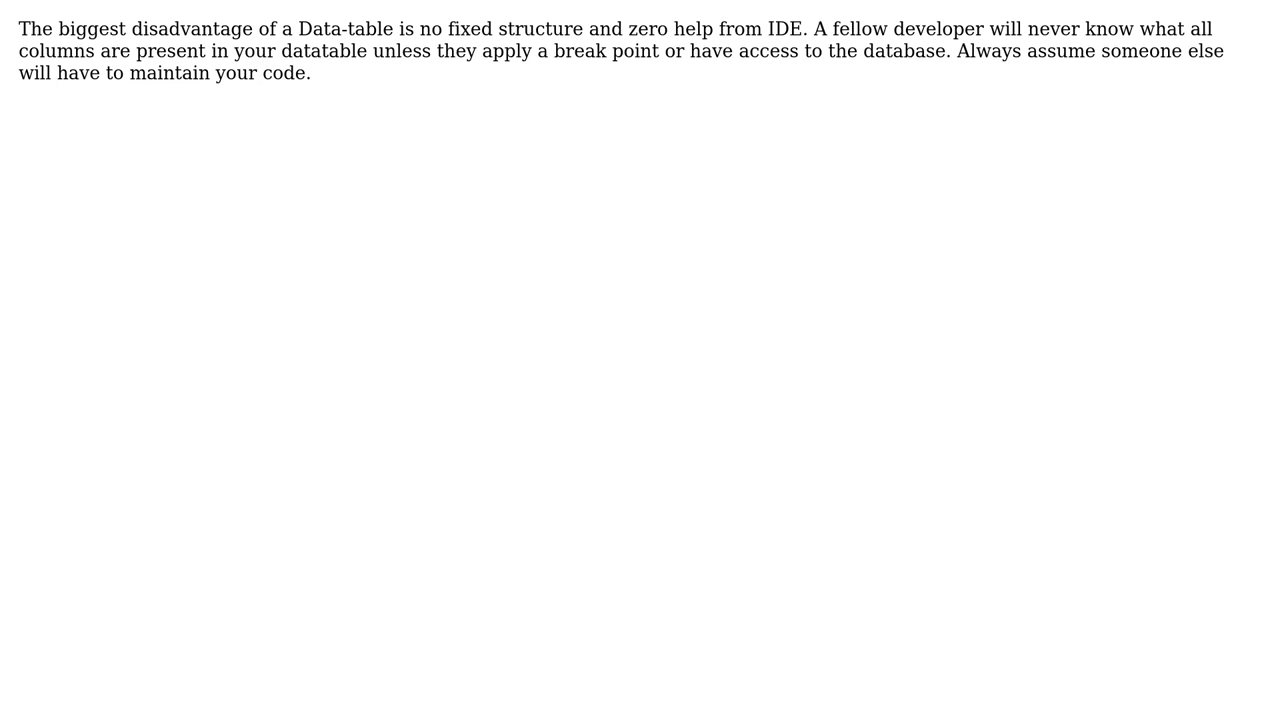 The biggest disadvantage of a Data-table is no fixed structure and zero help from IDE. A fellow developer will never know what all
columns are present in your datatable unless they apply a break point or have access to the database. Always assume someone else
will have to maintain your code.